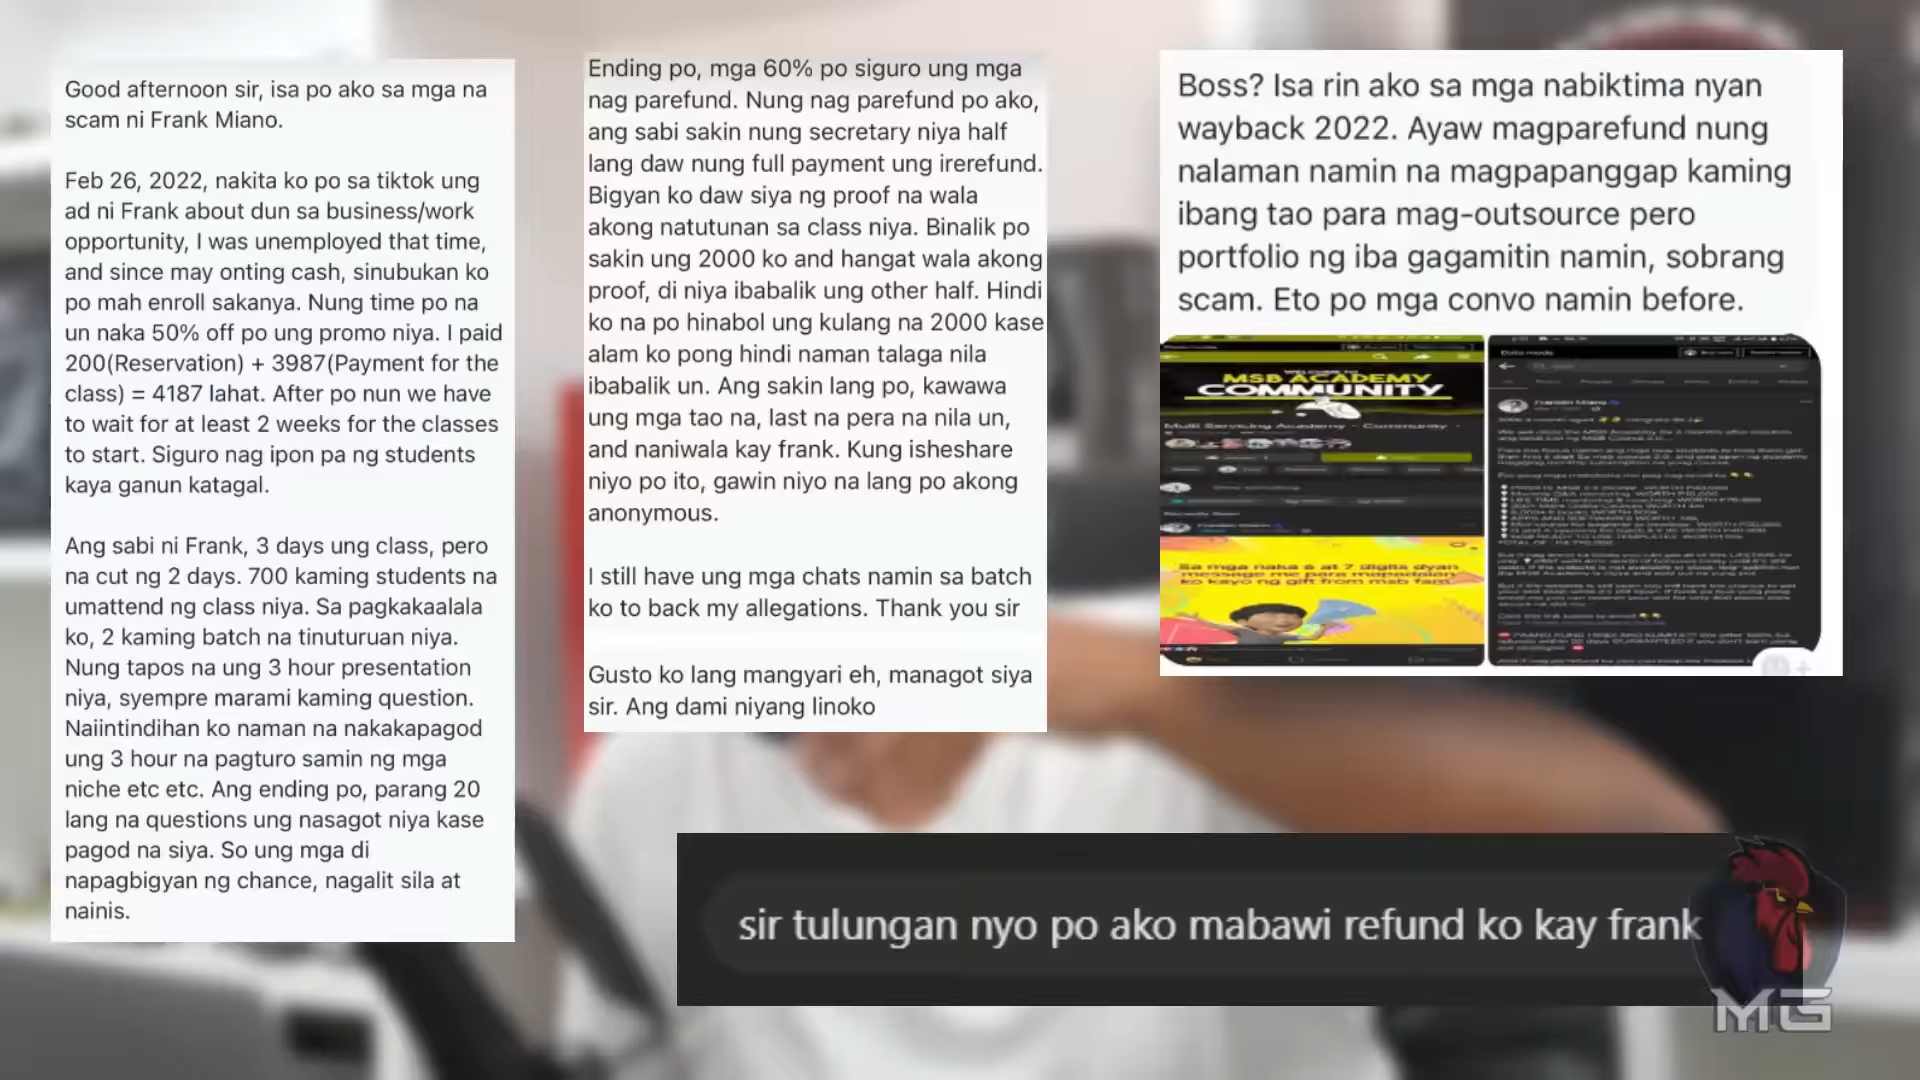 Good afternoon sir, isa po ako sa mga na
scam ni Frank Miano.
Feb 26, 2022, nakita ko po sa tiktok ung
ad ni Frank about dun sa business/work
opportunity, I was unemployed that time,
and since may onting cash, sinubukan ko
po mah enroll sakanya. Nung time po na
un naka 50% off po ung promo niya. I paid
200(Reservation) + 3987(Payment for the
class) = 4187 lahat. After po nun we have
to wait for at least 2 weeks for the classes
to start. Siguro nag ipon pa ng students
kaya ganun katagal.
Ang sabi ni Frank, 3 days ung class, pero
na cut ng 2 days. 700 kaming students na
umattend ng class niya. Sa pagkakaalala
ko, 2 kaming batch na tinuturuan niya.
Nung tapos na ung 3 hour presentation
niya, syempre marami kaming question.
Naiintindihan ko naman na nakakapagod
ung 3 hour na pagturo samin ng mga
niche etc etc. Ang ending po, parang 20
lang na questions ung nasagot niya kase
pagod na siya. So ung mga di
napagbigyan ng chance, nagalit sila at
nainis.
Ending po, mga 60% po siguro ung mga
nag parefund. Nung nag parefund po ako,
ang sabi sakin nung secretary niya half
lang daw nung full payment ung irerefund.
Bigyan ko daw siya ng proof na wala
akong natutunan sa class niya. Binalik po
sakin ung 2000 ko and hangat wala akong
proof, di niya ibabalik ung other half. Hindi
ko na po hinabol ung kulang na 2000 kase
alam ko pong hindi naman talaga nila
ibabalik un. Ang sakin lang po, kawawa
ung mga tao na, last na pera na nila un,
and naniwala kay frank. Kung isheshare
niyo po ito, gawin niyo na lang po akong
anonymous.
I still have ung mga chats namin sa batch
ko to back my allegations. Thank you sir
Gusto ko lang mangyari eh, managot siya
sir. Ang dami niyang linoko
Boss? Isa rin ako sa mga nabiktima nyan
wayback 2022. Ayaw magparefund nung
nalaman namin na magpapanggap kaming
ibang tao para mag-outsource pero
portfolio ng iba gagamitin namin, sobrang
scam. Eto po mga convo namin before.
MSB ACADEMY
COMMUNITY
Sa mga naka 6 at 7 digits dyan
message me para mapadalan
ko kayo ng gift from msb fam
sir tulungan nyo po ako mabawi refund ko kay frank
MG